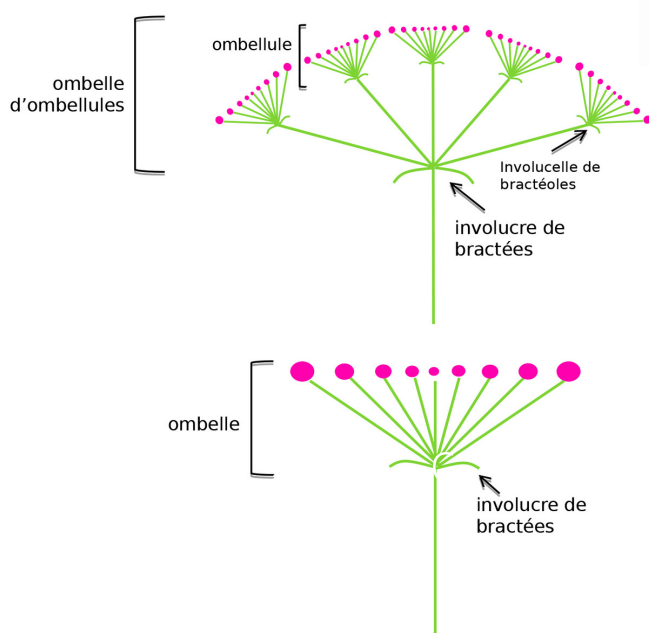 ombellule
ombelle
d'ombellules
Involucelle de
bractéoles
involucre de
bractées
ombelle
involucre de
bractées